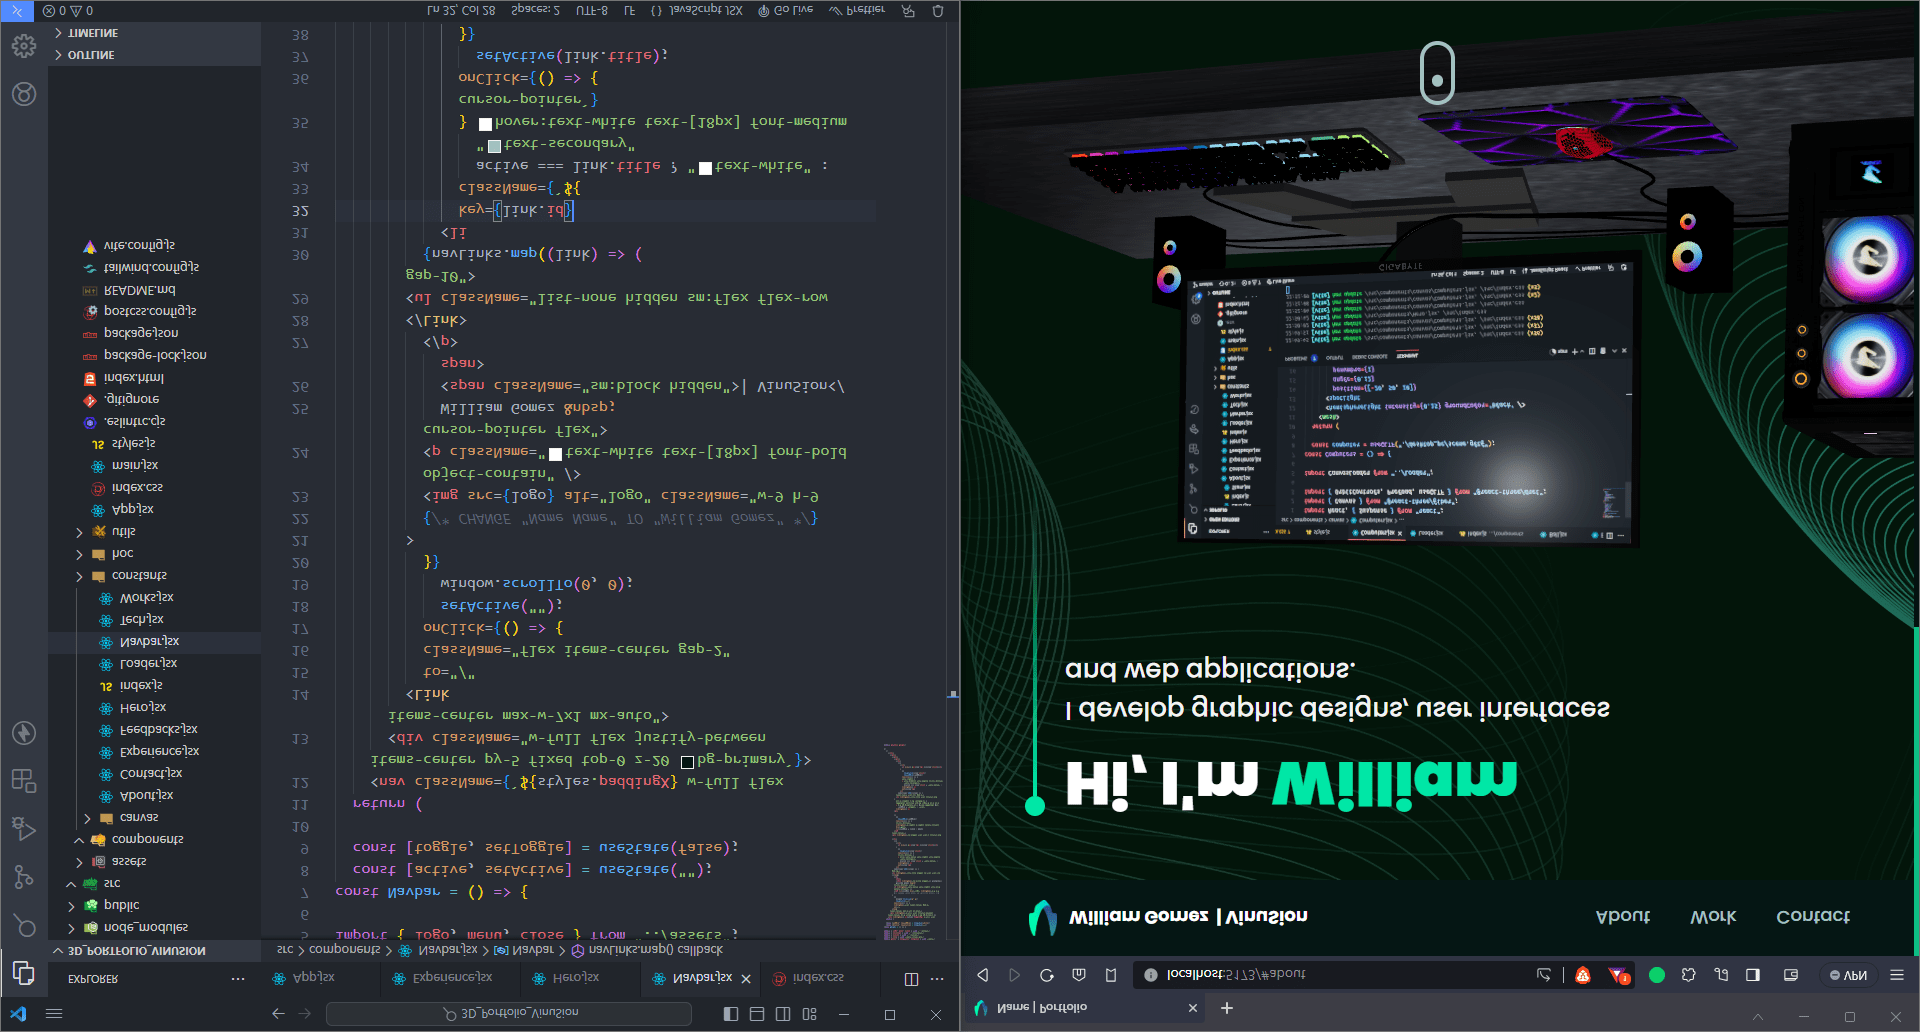 3D_Portfolio_VinuSion
EXPLORER
App.jsx
Experience.jsx
Hero.jsx
Navbar.jsx
index.css
3D_PORTFOLIO_VINUSION
node_modules
public
src
assets
components
canvas
About.jsx
Contact.jsx
Experience.jsx
Feedbacks.jsx
Hero.jsx
index.js
Loader.jsx
Navbar.jsx
Tech.jsx
Works.jsx
constants
hoc
utils
App.jsx
index.css
main.jsx
styles.js
.eslintrc.cjs
.gitignore
index.html
package-lock.json
package.json
postcss.config.js
README.md
tailwind.config.js
vite.config.js
OUTLINE
TIMELINE
src > components > Navbar.jsx > Navbar > navLinks.map() callback
import { logo, menu, close } from "../assets";
6
7 const Navbar = () => {
8 const [active, setActive] = useState("");
9 const [toggle, setToggle] = useState(false);
10
11 return (
12 <nav className={`${styles.paddingX} w-full flex
items-center py-5 fixed top-0 z-20 bg-primary`}>
13 <div className="w-full flex justify-between
items-center max-w-7xl mx-auto">
14 <Link
15 to="/"
16 className="flex items-center gap-2"
17 onClick={() => {
18 setActive("");
19 window.scrollTo(0, 0);
20 }}
21 >
22 {/* CHANGE "Name Name" TO "William Gomez" */}
23 <img src={logo} alt="logo" className="w-9 h-9
object-contain" />
24 <p className="text-white text-[18px] font-bold
cursor-pointer flex">
25 William Gomez &nbsp;
26 <span className="sm:block hidden">| VinuSion</
span>
27 </p>
28 </Link>
29 <ul className="list-none hidden sm:flex flex-row
gap-10">
30 {navLinks.map((link) => (
31 <li
32 key={link.id}
33 className={`${
34 active === link.title ? "text-white" :
"text-secondary"
35 } hover:text-white text-[18px] font-medium
cursor-pointer`}
36 onClick={() => {
37 setActive(link.title);
38 }}
0 0
Ln 32, Col 28
Spaces: 2
UTF-8
LF
{} JavaScript JSX
Go Live
Prettier
Name | Portfolio
localhost:5173/#about
1
VPN
William Gomez | VinuSion
About
Work
Contact
Hi, I'm William
I develop graphic designs, user interfaces
and web applications.
GIGABYTE